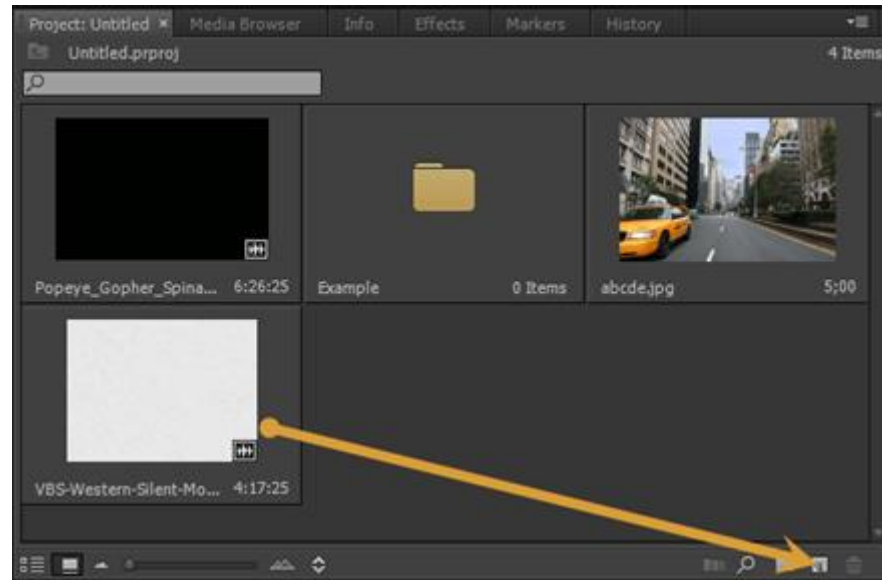 Project: Untitled × Media Browser Info Effects Markers History
Untitled.prproj 4 Items
Popeye_Gopher_Spina... 6:26:25 Example 0 Items abcde.jpg 5;00
VBS-Western-Silent-Mo... 4:17:25